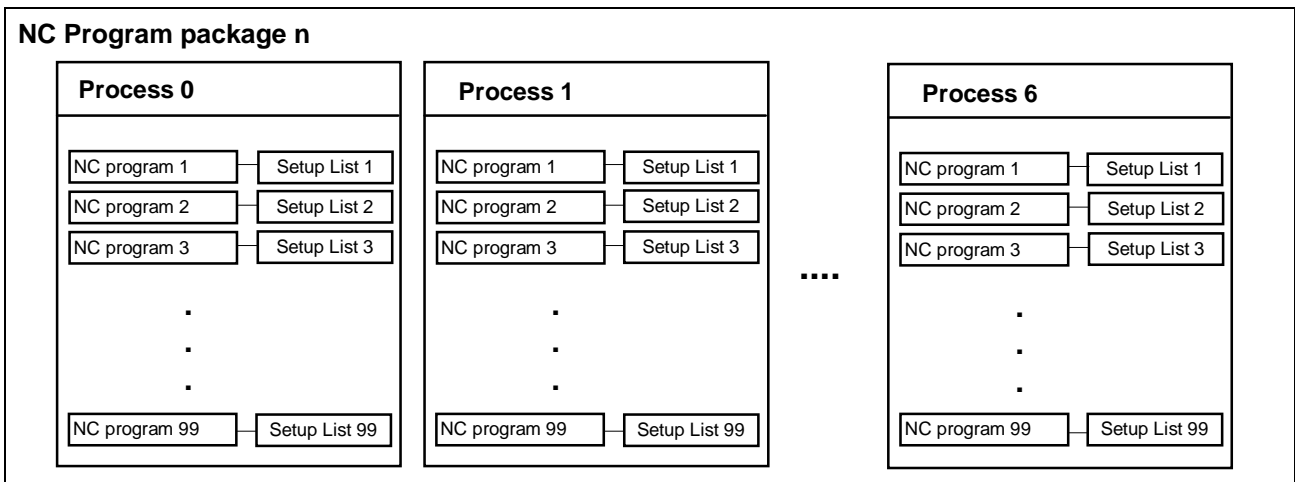 NC Program package n
Process 0
NC program 1 Setup List 1
NC program 2 Setup List 2
NC program 3 Setup List 3
.
.
.
NC program 99 Setup List 99
Process 1
NC program 1 Setup List 1
NC program 2 Setup List 2
NC program 3 Setup List 3
.
.
.
NC program 99 Setup List 99
....
Process 6
NC program 1 Setup List 1
NC program 2 Setup List 2
NC program 3 Setup List 3
.
.
.
NC program 99 Setup List 99